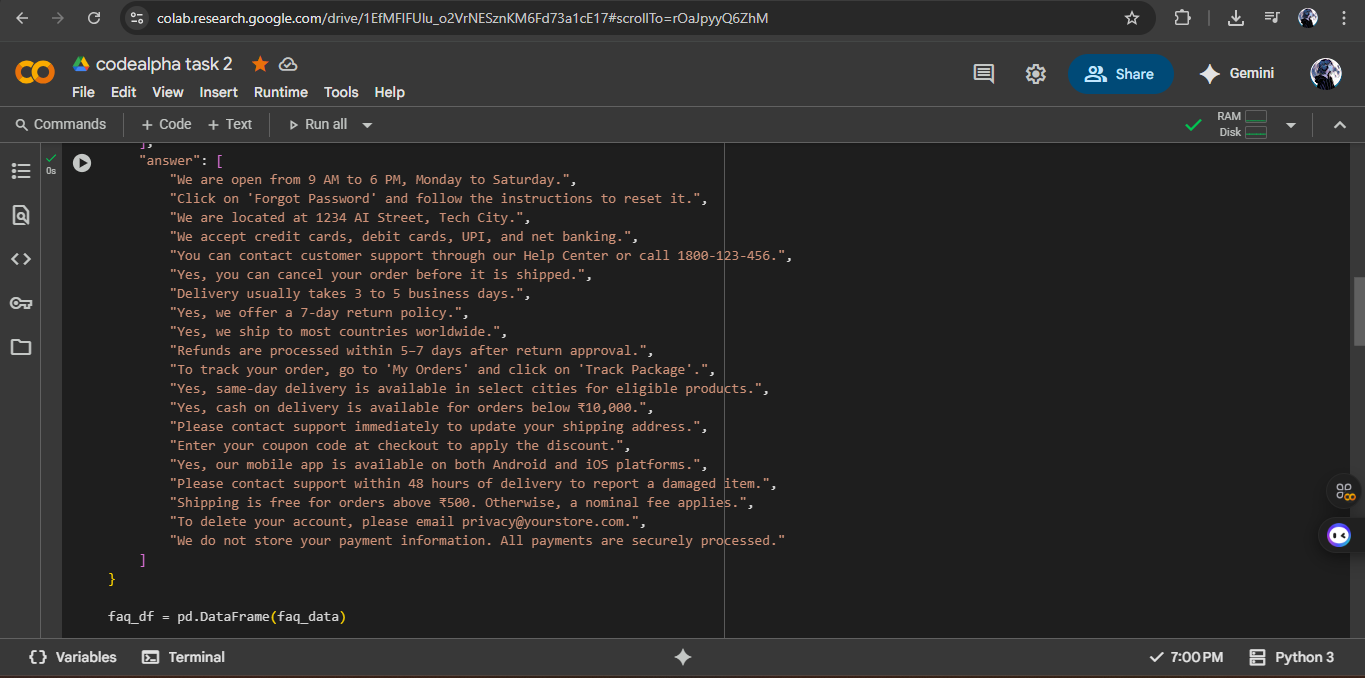 colab.research.google.com/drive/1EfMFIFUlu_o2VrNESznKM6Fd73a1cE17#scrollTo=rOaJpyyQ6ZhM
codealpha task 2
File Edit View Insert Runtime Tools Help
Share
Gemini
Commands + Code + Text Run all
RAM
Disk
0s
],
"answer": [
"We are open from 9 AM to 6 PM, Monday to Saturday.",
"Click on 'Forgot Password' and follow the instructions to reset it.",
"We are located at 1234 AI Street, Tech City.",
"We accept credit cards, debit cards, UPI, and net banking.",
"You can contact customer support through our Help Center or call 1800-123-456.",
"Yes, you can cancel your order before it is shipped.",
"Delivery usually takes 3 to 5 business days.",
"Yes, we offer a 7-day return policy.",
"Yes, we ship to most countries worldwide.",
"Refunds are processed within 5–7 days after return approval.",
"To track your order, go to 'My Orders' and click on 'Track Package'.",
"Yes, same-day delivery is available in select cities for eligible products.",
"Yes, cash on delivery is available for orders below ₹10,000.",
"Please contact support immediately to update your shipping address.",
"Enter your coupon code at checkout to apply the discount.",
"Yes, our mobile app is available on both Android and iOS platforms.",
"Please contact support within 48 hours of delivery to report a damaged item.",
"Shipping is free for orders above ₹500. Otherwise, a nominal fee applies.",
"To delete your account, please email privacy@yourstore.com.",
"We do not store your payment information. All payments are securely processed."
]
}
faq_df = pd.DataFrame(faq_data)
Variables Terminal 7:00 PM Python 3